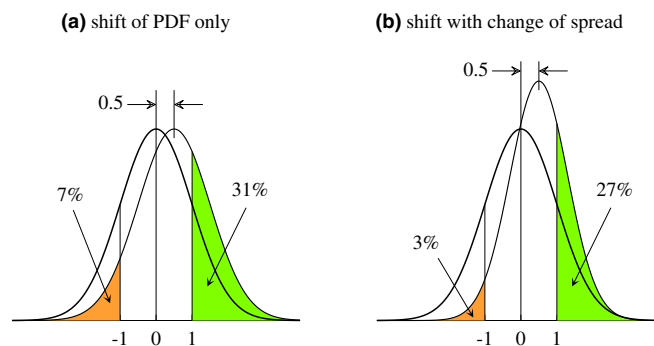 (a) shift of PDF only
0.5
7%
31%
-1 0 1
(b) shift with change of spread
0.5
3%
27%
-1 0 1